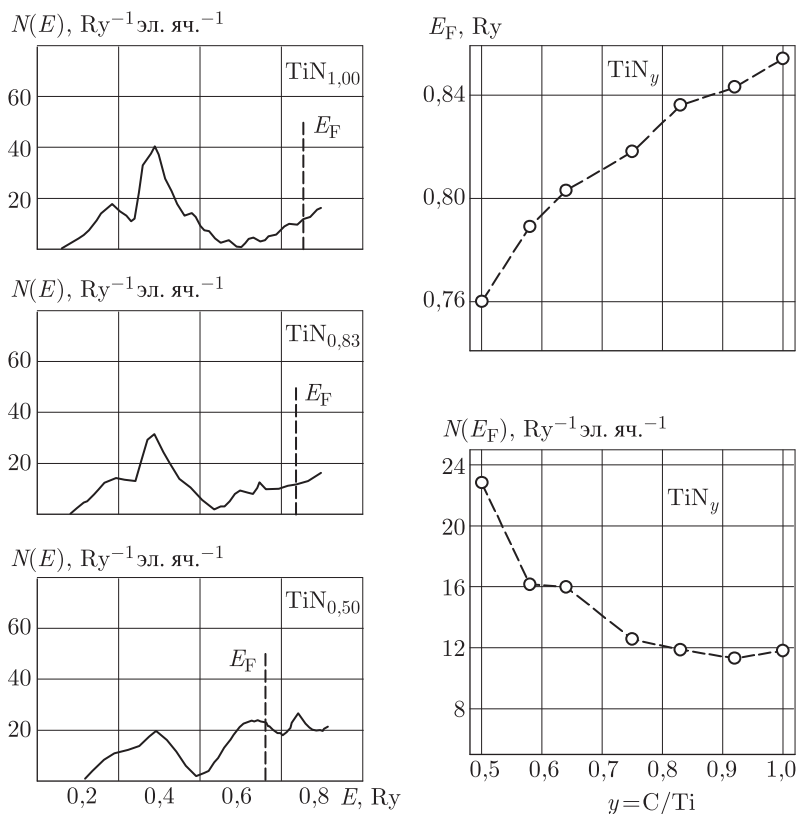 N(E), Ry⁻¹эл. яч.⁻¹
TiN₁,₀₀
60
40
20
E_F
N(E), Ry⁻¹эл. яч.⁻¹
TiN₀,₈₃
60
40
20
E_F
N(E), Ry⁻¹эл. яч.⁻¹
TiN₀,₅₀
60
40
20
E_F
0,2 0,4 0,6 0,8 E, Ry
E_F, Ry
TiN_y
0,84
0,80
0,76
N(E_F), Ry⁻¹эл. яч.⁻¹
24
TiN_y
20
16
12
8
0,5 0,6 0,7 0,8 0,9 1,0
y=C/Ti